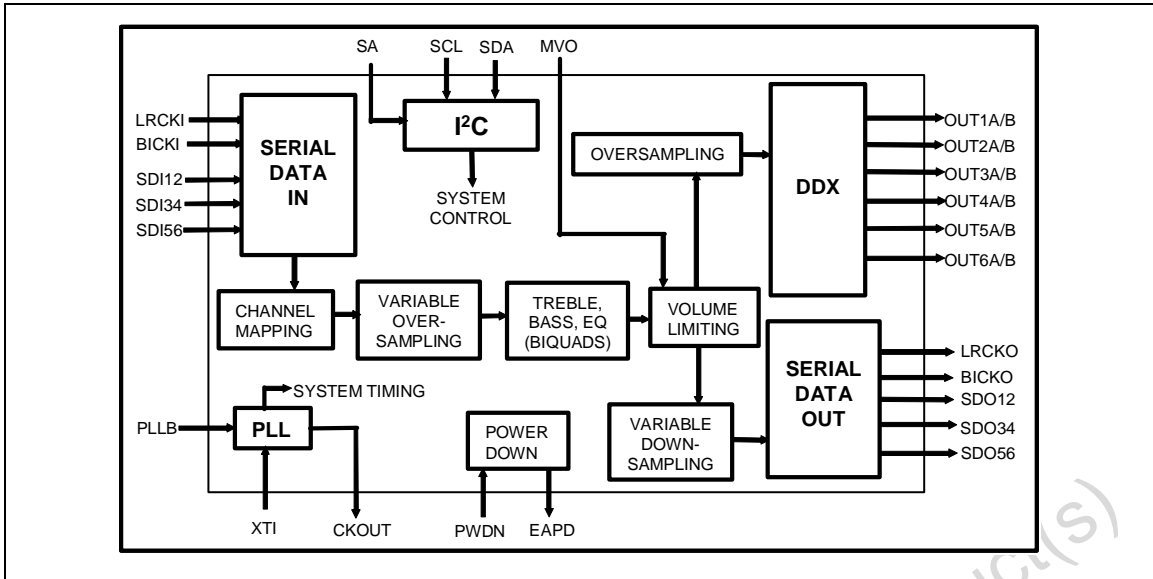 SA
SCL
SDA
MVO
LRCKI
BICKI
SDI12
SDI34
SDI56
SERIAL
DATA
IN
I²C
SYSTEM
CONTROL
OVERSAMPLING
DDX
OUT1A/B
OUT2A/B
OUT3A/B
OUT4A/B
OUT5A/B
OUT6A/B
CHANNEL
MAPPING
VARIABLE
OVER-
SAMPLING
TREBLE,
BASS, EQ
(BIQUADS)
VOLUME
LIMITING
SERIAL
DATA
OUT
LRCKO
BICKO
SDO12
SDO34
SDO56
SYSTEM TIMING
PLLB
PLL
POWER
DOWN
VARIABLE
DOWN-
SAMPLING
XTI
CKOUT
PWDN
EAPD
uct(s)